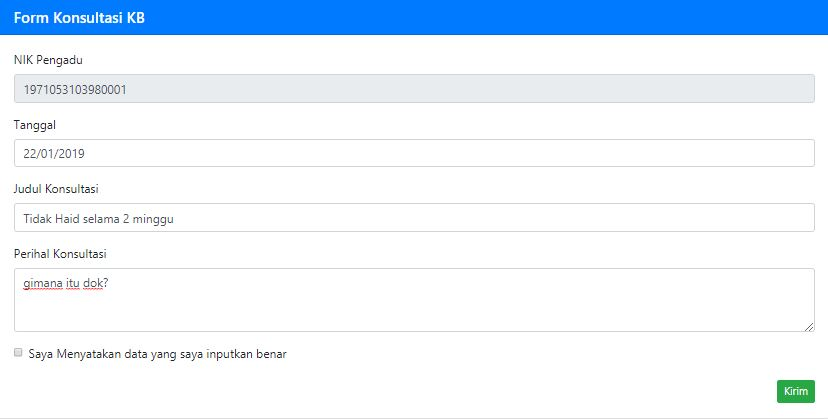 Form Konsultasi KB
NIK Pengadu
1971053103980001
Tanggal
22/01/2019
Judul Konsultasi
Tidak Haid selama 2 minggu
Perihal Konsultasi
gimana itu dok?
Saya Menyatakan data yang saya inputkan benar
Kirim